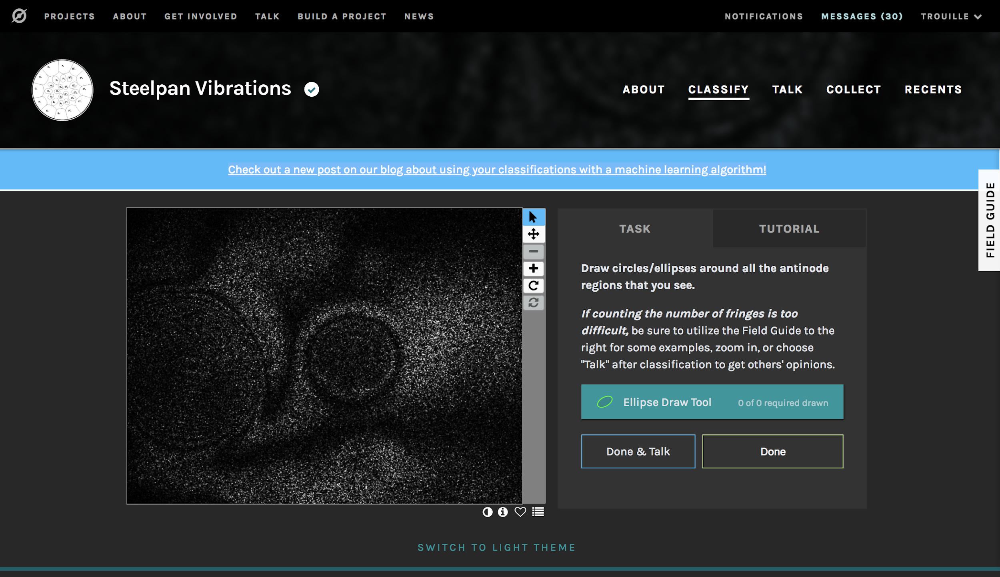 PROJECTS ABOUT GET INVOLVED TALK BUILD A PROJECT NEWS NOTIFICATIONS MESSAGES (30) TROUILLE
Steelpan Vibrations
ABOUT CLASSIFY TALK COLLECT RECENTS
Check out a new post on our blog about using your classifications with a machine learning algorithm!
FIELD GUIDE
TASK TUTORIAL
Draw circles/ellipses around all the antinode
regions that you see.
If counting the number of fringes is too
difficult, be sure to utilize the Field Guide to the
right for some examples, zoom in, or choose
"Talk" after classification to get others' opinions.
Ellipse Draw Tool 0 of 0 required drawn
Done & Talk Done
SWITCH TO LIGHT THEME